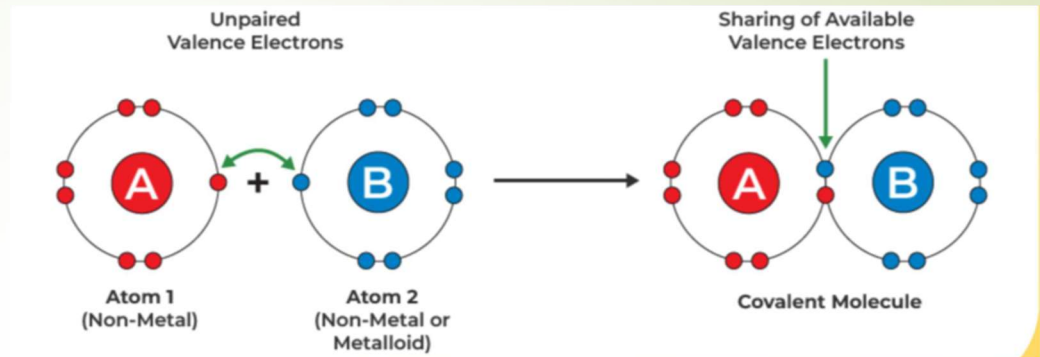 Unpaired
Valence Electrons
Sharing of Available
Valence Electrons
A
+
B
A
B
Atom 1
(Non-Metal)
Atom 2
(Non-Metal or
Metalloid)
Covalent Molecule